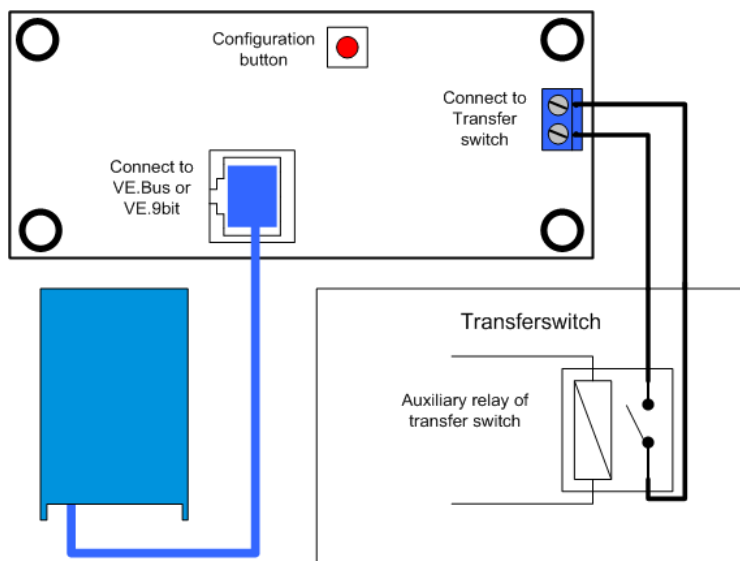 Configuration
button
Connect to
Transfer
switch
Connect to
VE.Bus or
VE.9bit
Transferswitch
Auxiliary relay of
transfer switch